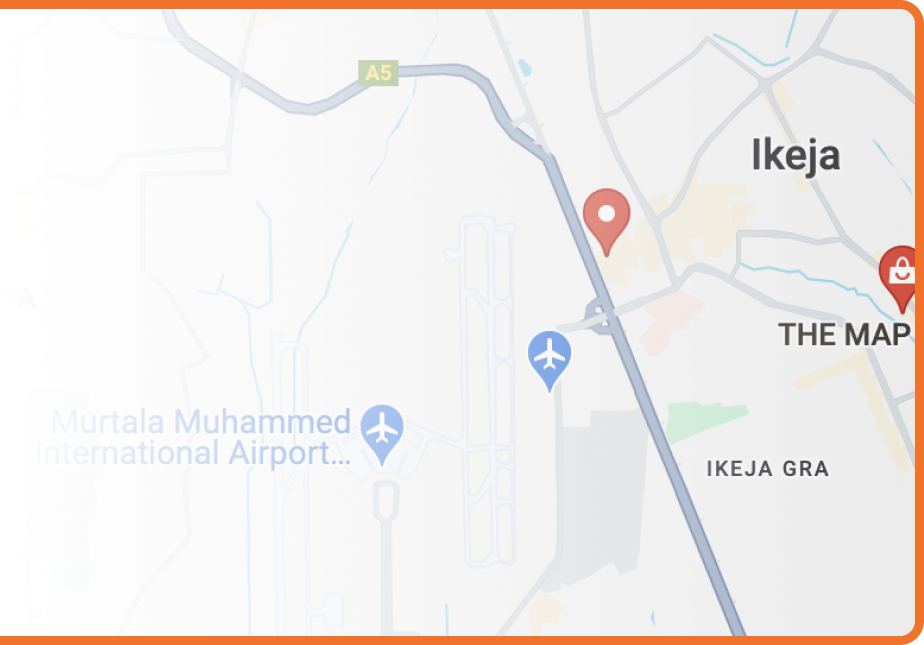 A5
Ikeja
A
THE MAP
Murtala Muhammed
International Airport...
IKEJA GRA